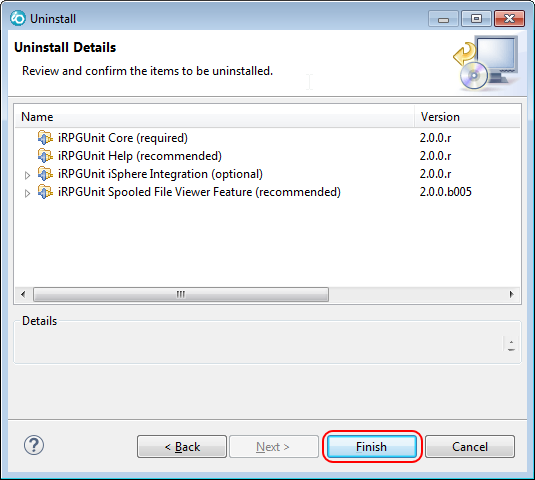 Uninstall
Uninstall Details
Review and confirm the items to be uninstalled.
Name Version
iRPGUnit Core (required) 2.0.0.r
iRPGUnit Help (recommended) 2.0.0.r
iRPGUnit iSphere Integration (optional) 2.0.0.r
iRPGUnit Spooled File Viewer Feature (recommended) 2.0.0.b005
Details
? < Back Next > Finish Cancel